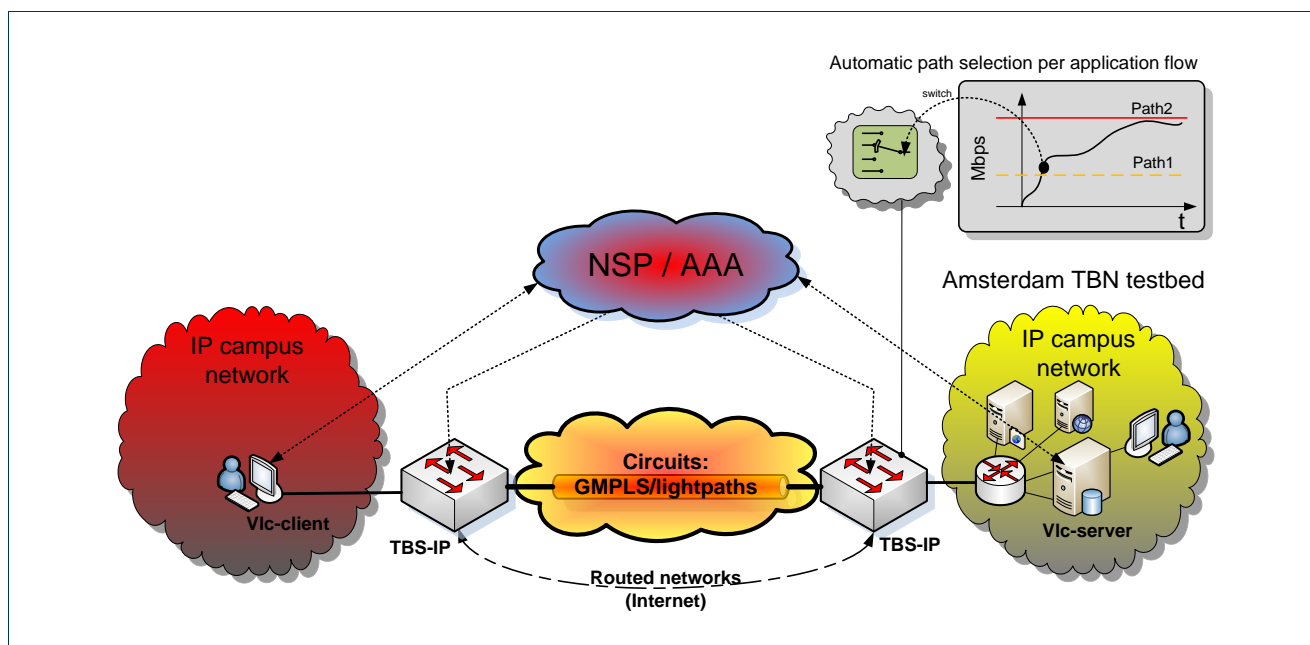 Automatic path selection per application flow
switch
Path2
Mbps
Path1
t
NSP / AAA
Amsterdam TBN testbed
IP campus
network
IP campus
network
Circuits:
GMPLS/lightpaths
Vlc-client
Vlc-server
TBS-IP
TBS-IP
Routed networks
(Internet)